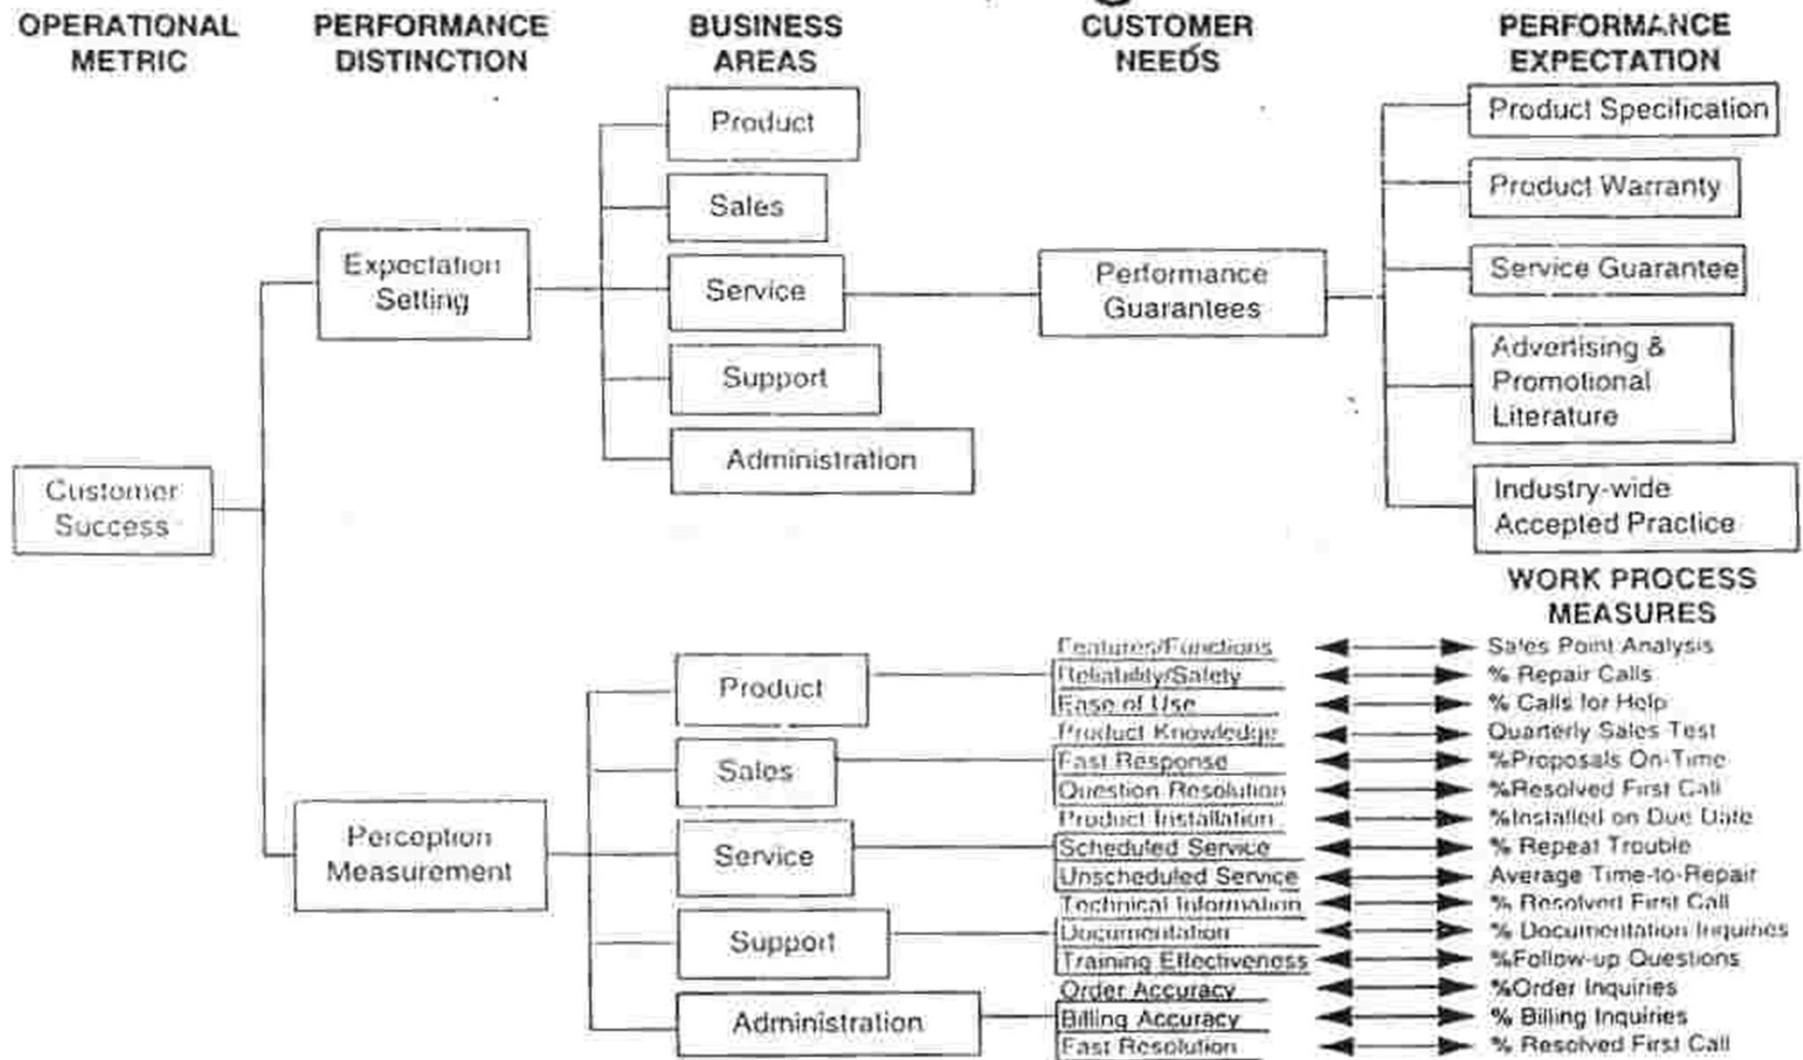 OPERATIONAL
METRIC
PERFORMANCE
DISTINCTION
BUSINESS
AREAS
CUSTOMER
NEEDS
PERFORMANCE
EXPECTATION
Customer
Success
Expectation
Setting
Product
Sales
Service
Support
Administration
Performance
Guarantees
Product Specification
Product Warranty
Service Guarantee
Advertising &
Promotional
Literature
Industry-wide
Accepted Practice
Perception
Measurement
Product
Sales
Service
Support
Administration
WORK PROCESS
MEASURES
Features/Functions
Sales Point Analysis
Reliability/Safety
% Repair Calls
Ease of Use
% Calls for Help
Product Knowledge
Quarterly Sales Test
Fast Response
%Proposals On-Time
Question Resolution
%Resolved First Call
Product Installation
%Installed on Due Date
Scheduled Service
% Repeat Trouble
Unscheduled Service
Average Time-to-Repair
Technical Information
% Resolved First Call
Documentation
% Documentation Inquiries
Training Effectiveness
%Follow-up Questions
Order Accuracy
%Order Inquiries
Billing Accuracy
% Billing Inquiries
Fast Resolution
% Resolved First Call